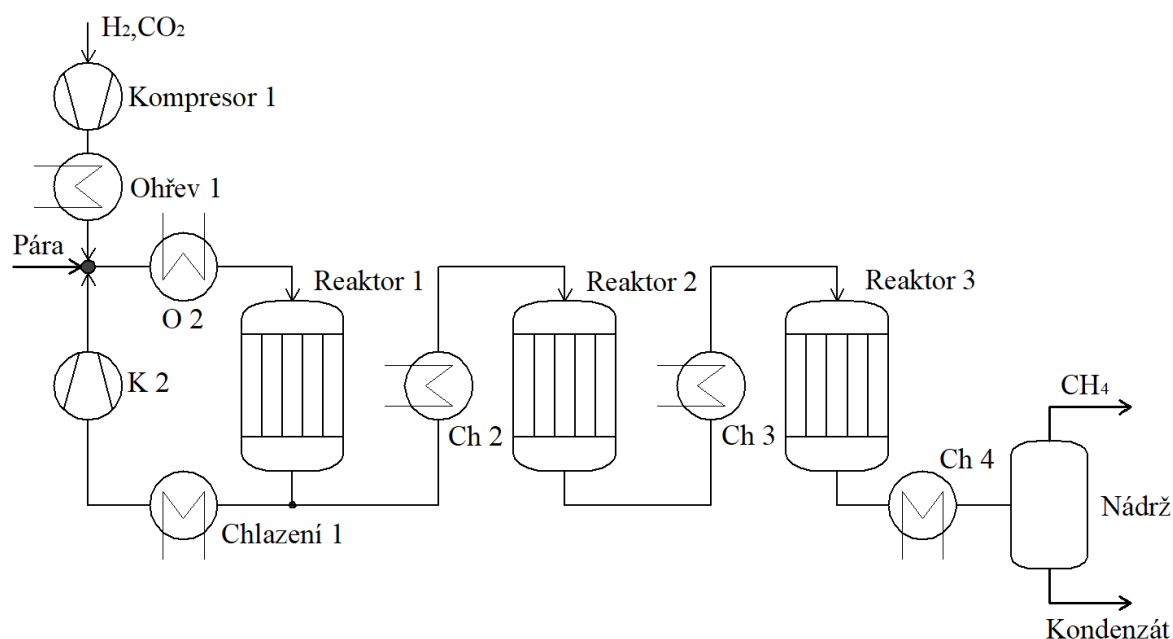 H₂,CO₂
Kompresor 1
Ohřev 1
Pára
O 2
Reaktor 1
Reaktor 2
Reaktor 3
K 2
Ch 2
Ch 3
CH₄
Ch 4
Nádrž
Chlazení 1
Kondenzát